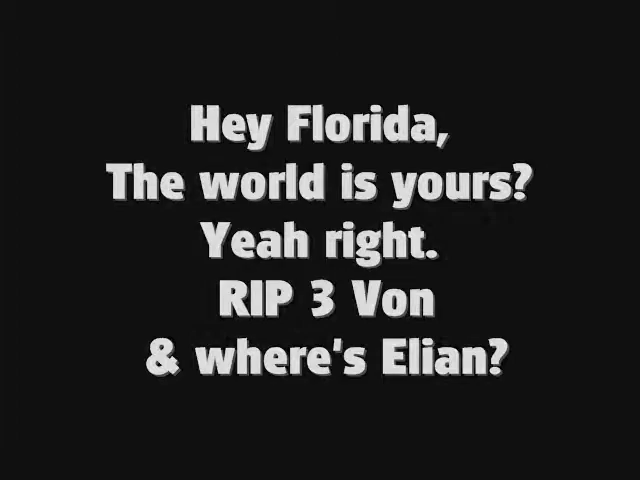 Hey Florida,
The world is yours?
Yeah right.
RIP 3 Von
& where's Elian?